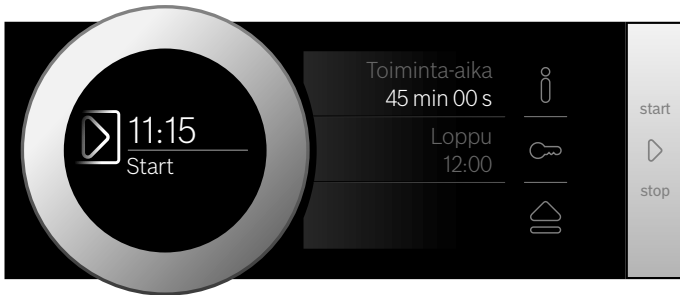 11:15
Start
Toiminta-aika
45 min 00 s
Loppu
12:00
start
stop